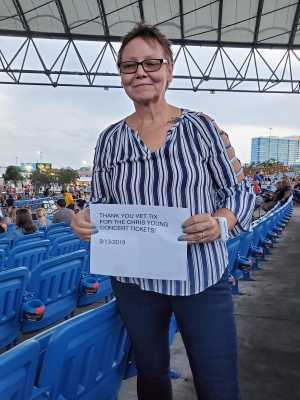 THANK YOU VET TIX
FOR THE CHRIS YOUNG
CONCERT TICKETS!
9/13/2019